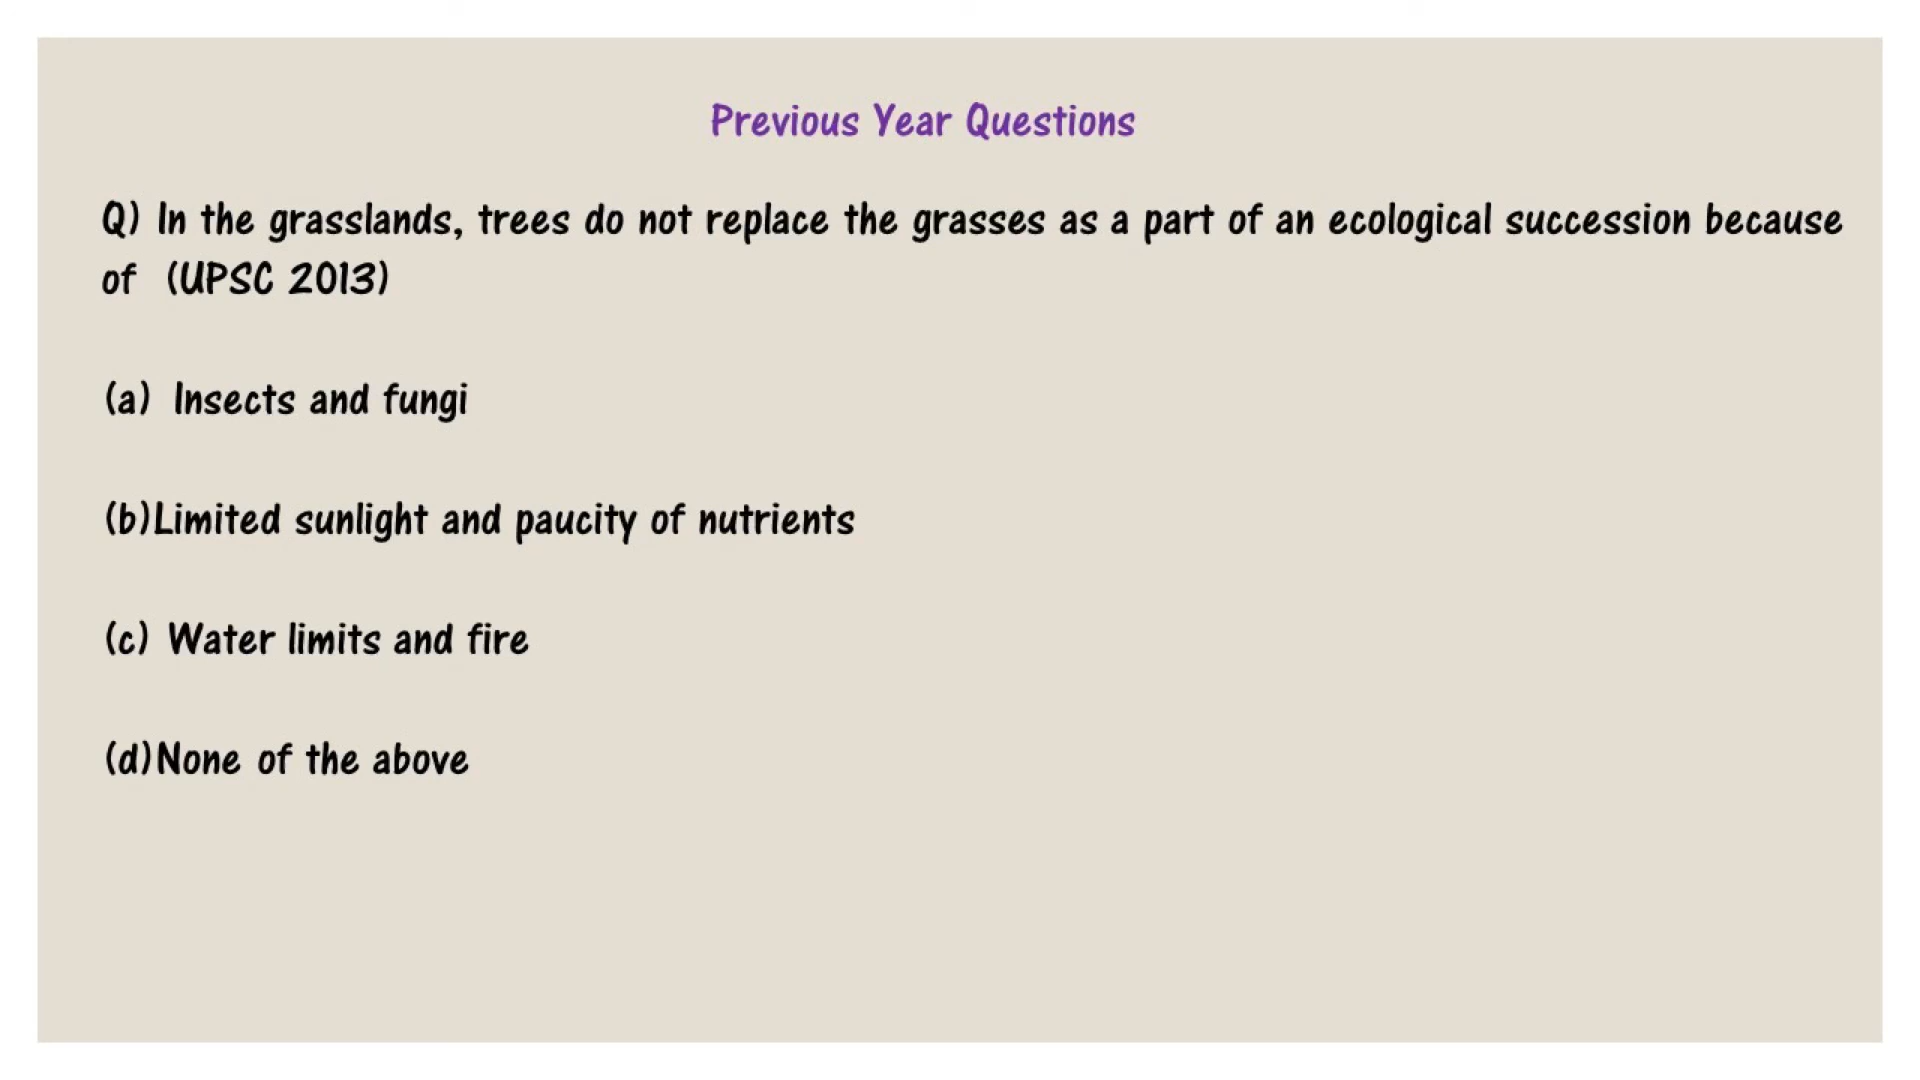 Previous Year Questions
Q) In the grasslands, trees do not replace the grasses as a part of an ecological succession because
of (UPSC 2013)
(a) Insects and fungi
(b)Limited sunlight and paucity of nutrients
(c) Water limits and fire
(d)None of the above